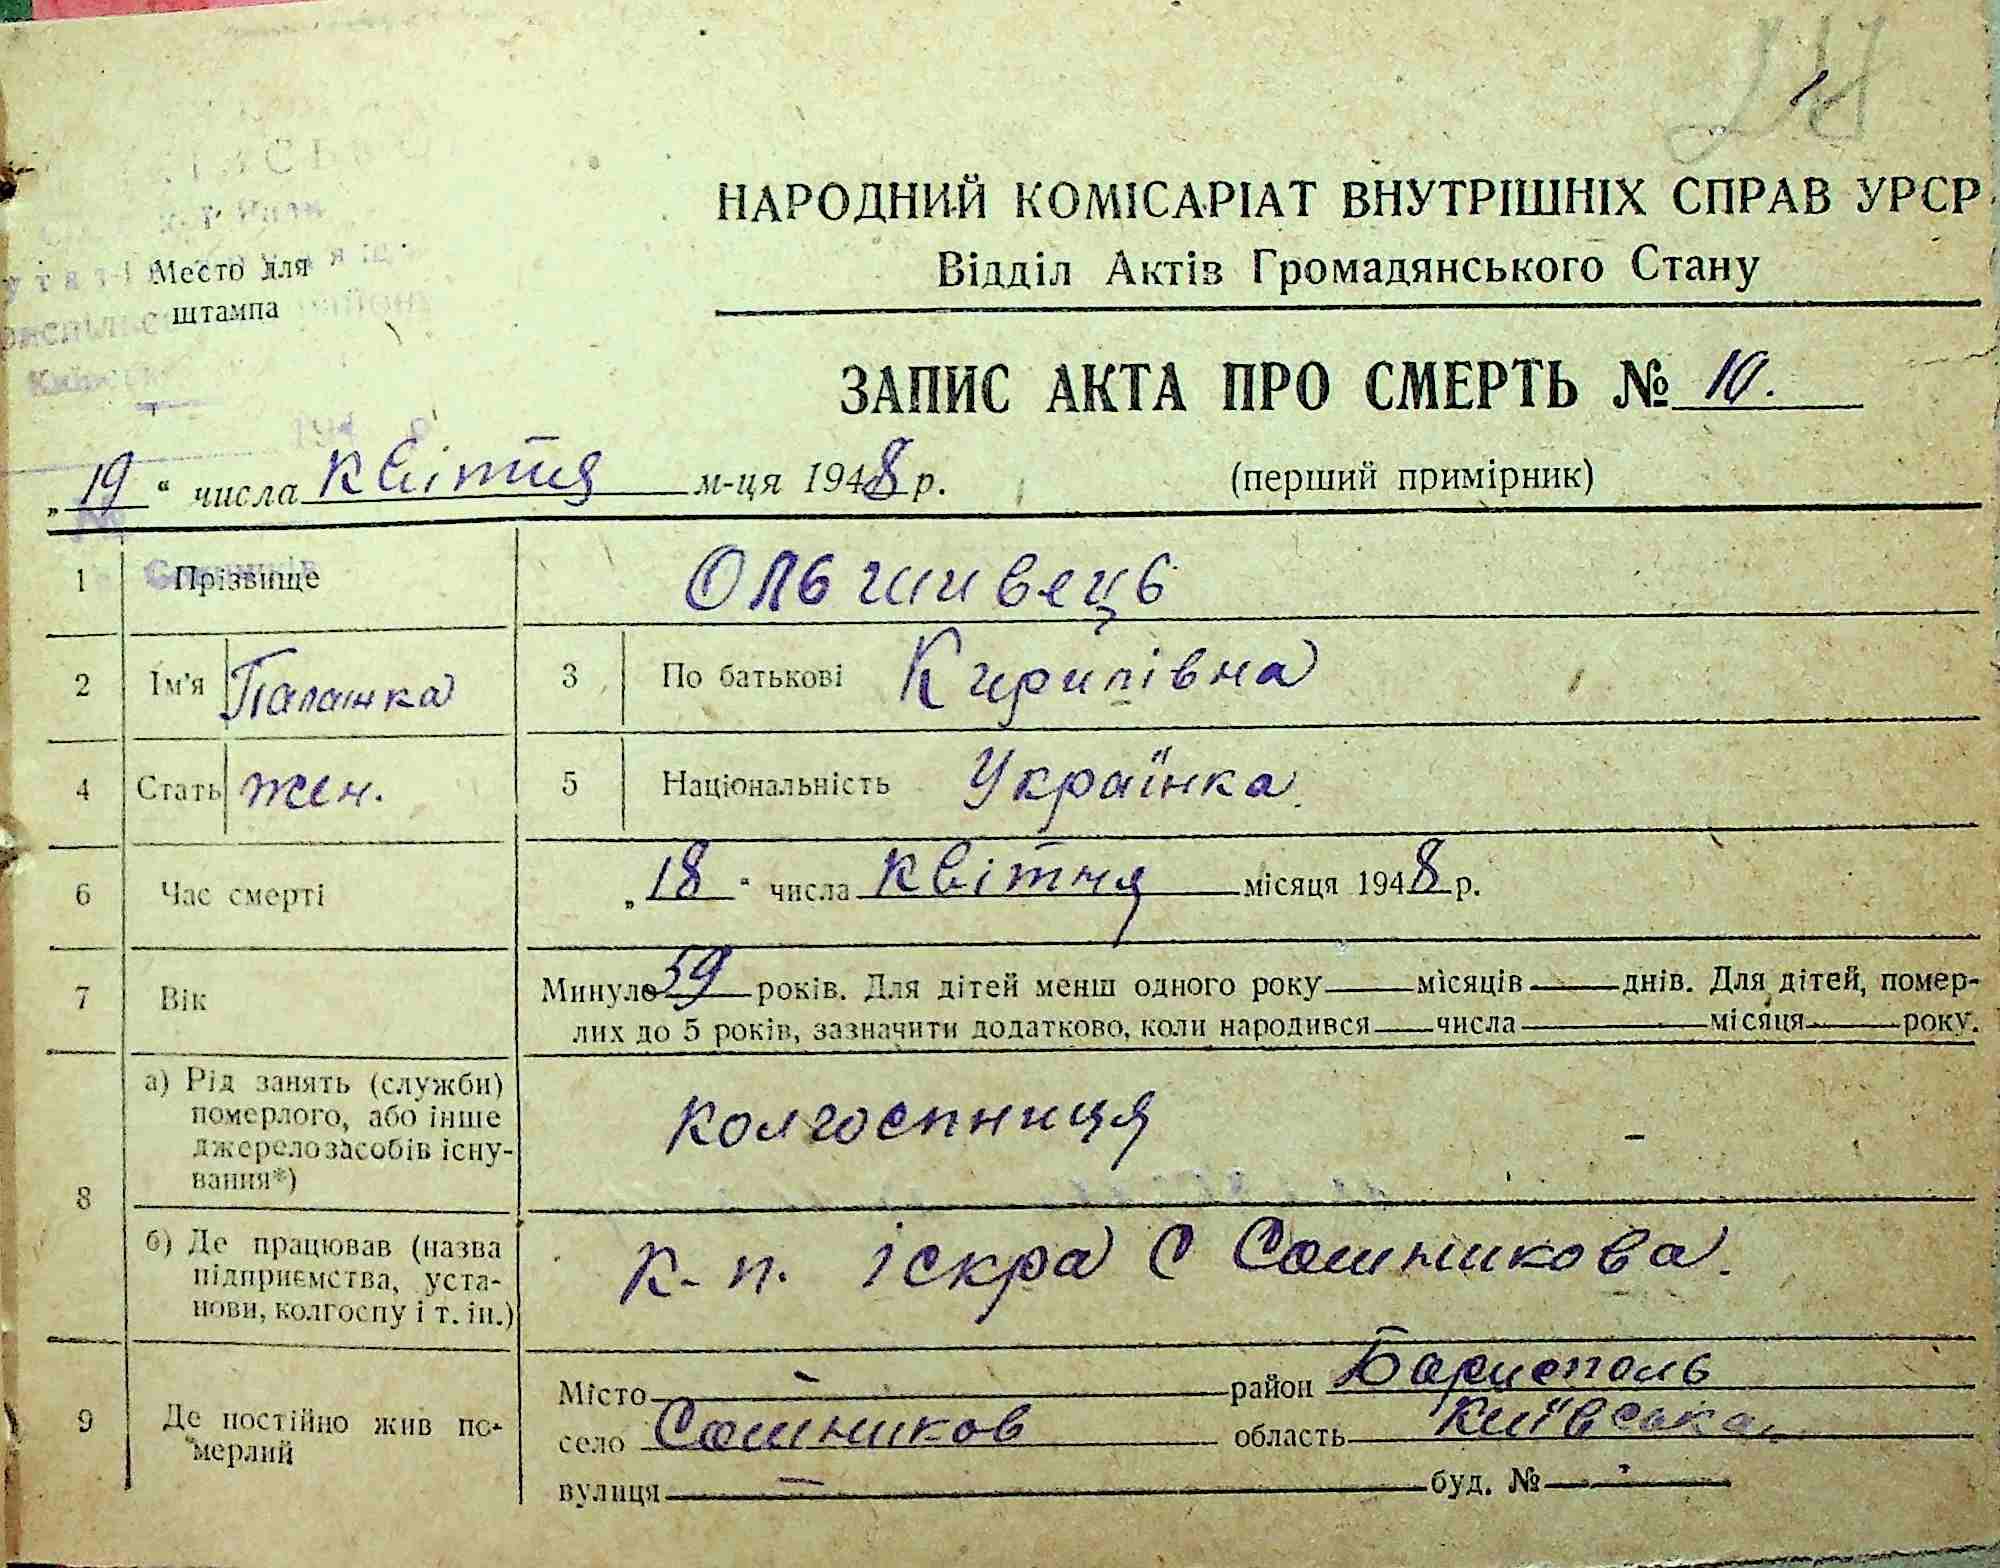 НАРОДНИЙ КОМІСАРІАТ ВНУТРІШНІХ СПРАВ УРСР
Відділ Актів Громадянського Стану
Место для
штампа
ЗАПИС АКТА ПРО СМЕРТЬ № 10.
„19“ числа квітня м-ця 1948 р.
(перший примірник)
1 Прізвище Ольшивець
2 Ім'я Палашка 3 По батькові Кирилівна
4 Стать жен. 5 Національність Українка.
6 Час смерті „18“ числа квітня місяця 1948 р.
7 Вік Минуло 59 років. Для дітей менш одного року — місяців — днів. Для дітей, помер-
лих до 5 років, зазначити додатково, коли народився — числа — місяця — року.
8 а) Рід занять (служби)
померлого, або інше
джерело засобів існу-
вання*)
колгоспниця -
б) Де працював (назва
підприємства, уста-
нови, колгоспу і т. ін.)
к-п. іскра С Сошникова.
9 Де постійно жив по-
мерлий
Місто - район Бариспаль
село Сошников область Київська
вулиця — буд. № -